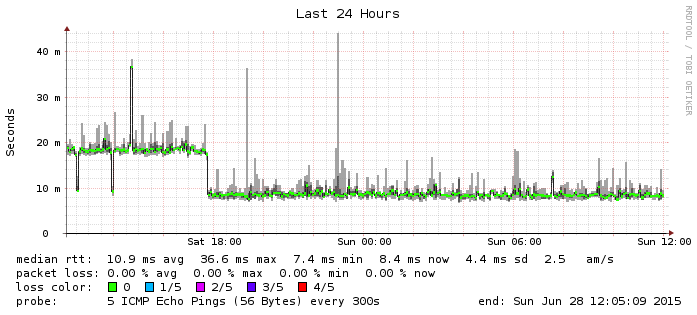 Last 24 Hours
RRDTOOL / TOBI OETIKER
Seconds
40 m
30 m
20 m
10 m
0
Sat 18:00 Sun 00:00 Sun 06:00 Sun 12:00
median rtt: 10.9 ms avg 36.6 ms max 7.4 ms min 8.4 ms now 4.4 ms sd 2.5 am/s
packet loss: 0.00 % avg 0.00 % max 0.00 % min 0.00 % now
loss color: 0 1/5 2/5 3/5 4/5
probe: 5 ICMP Echo Pings (56 Bytes) every 300s end: Sun Jun 28 12:05:09 2015